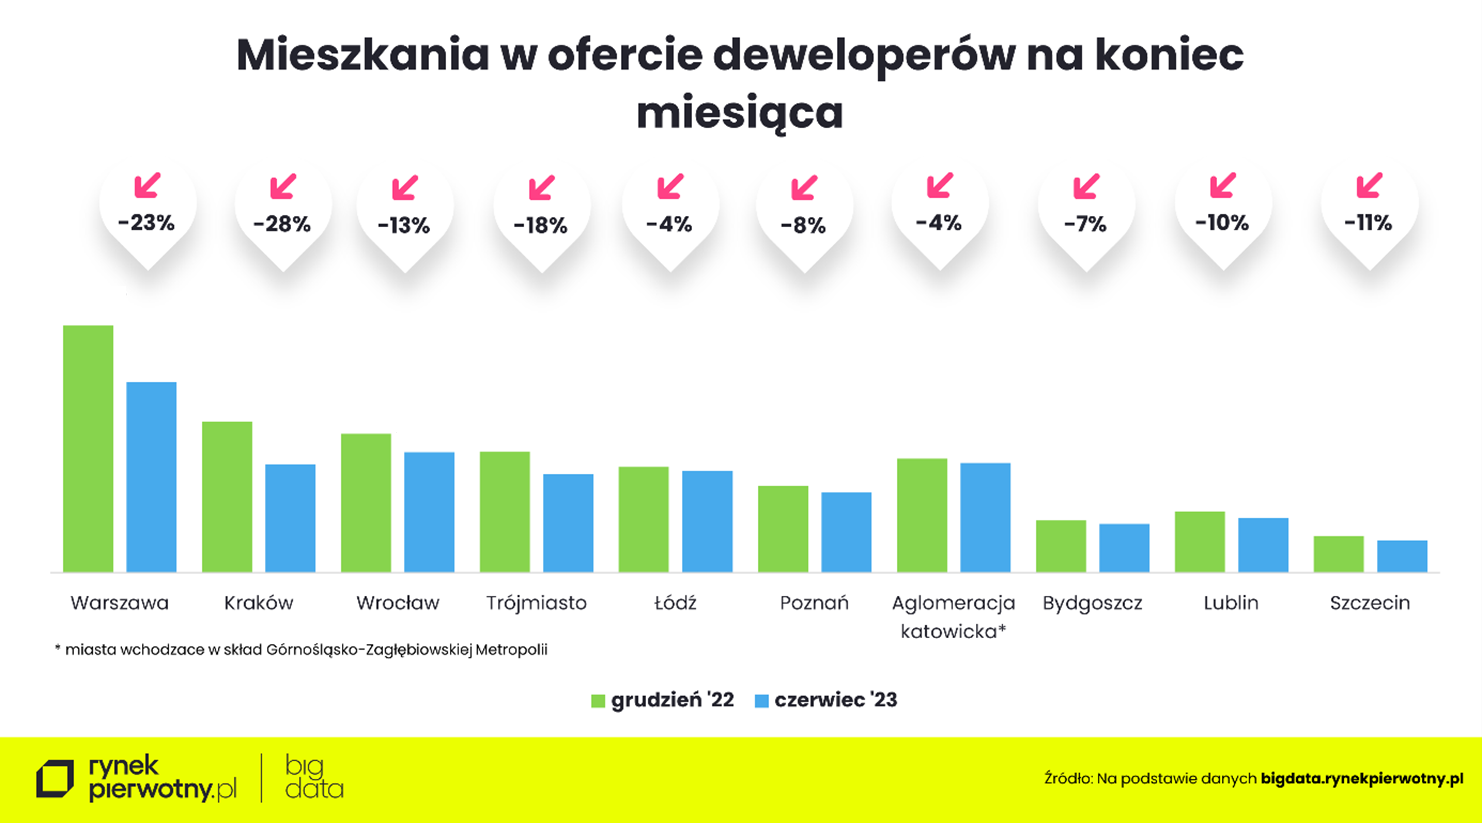 Mieszkania w ofercie deweloperów na koniec
miesiąca
-23%
-28%
-13%
-18%
-4%
-8%
-4%
-7%
-10%
-11%
Warszawa
Kraków
Wrocław
Trójmiasto
Łódź
Poznań
Aglomeracja
katowicka*
Bydgoszcz
Lublin
Szczecin
* miasta wchodzace w skład Górnośląsko-Zagłębiowskiej Metropolii
grudzień '22
czerwiec '23
rynek
pierwotny.pl
big
data
Źródło: Na podstawie danych bigdata.rynekpierwotny.pl